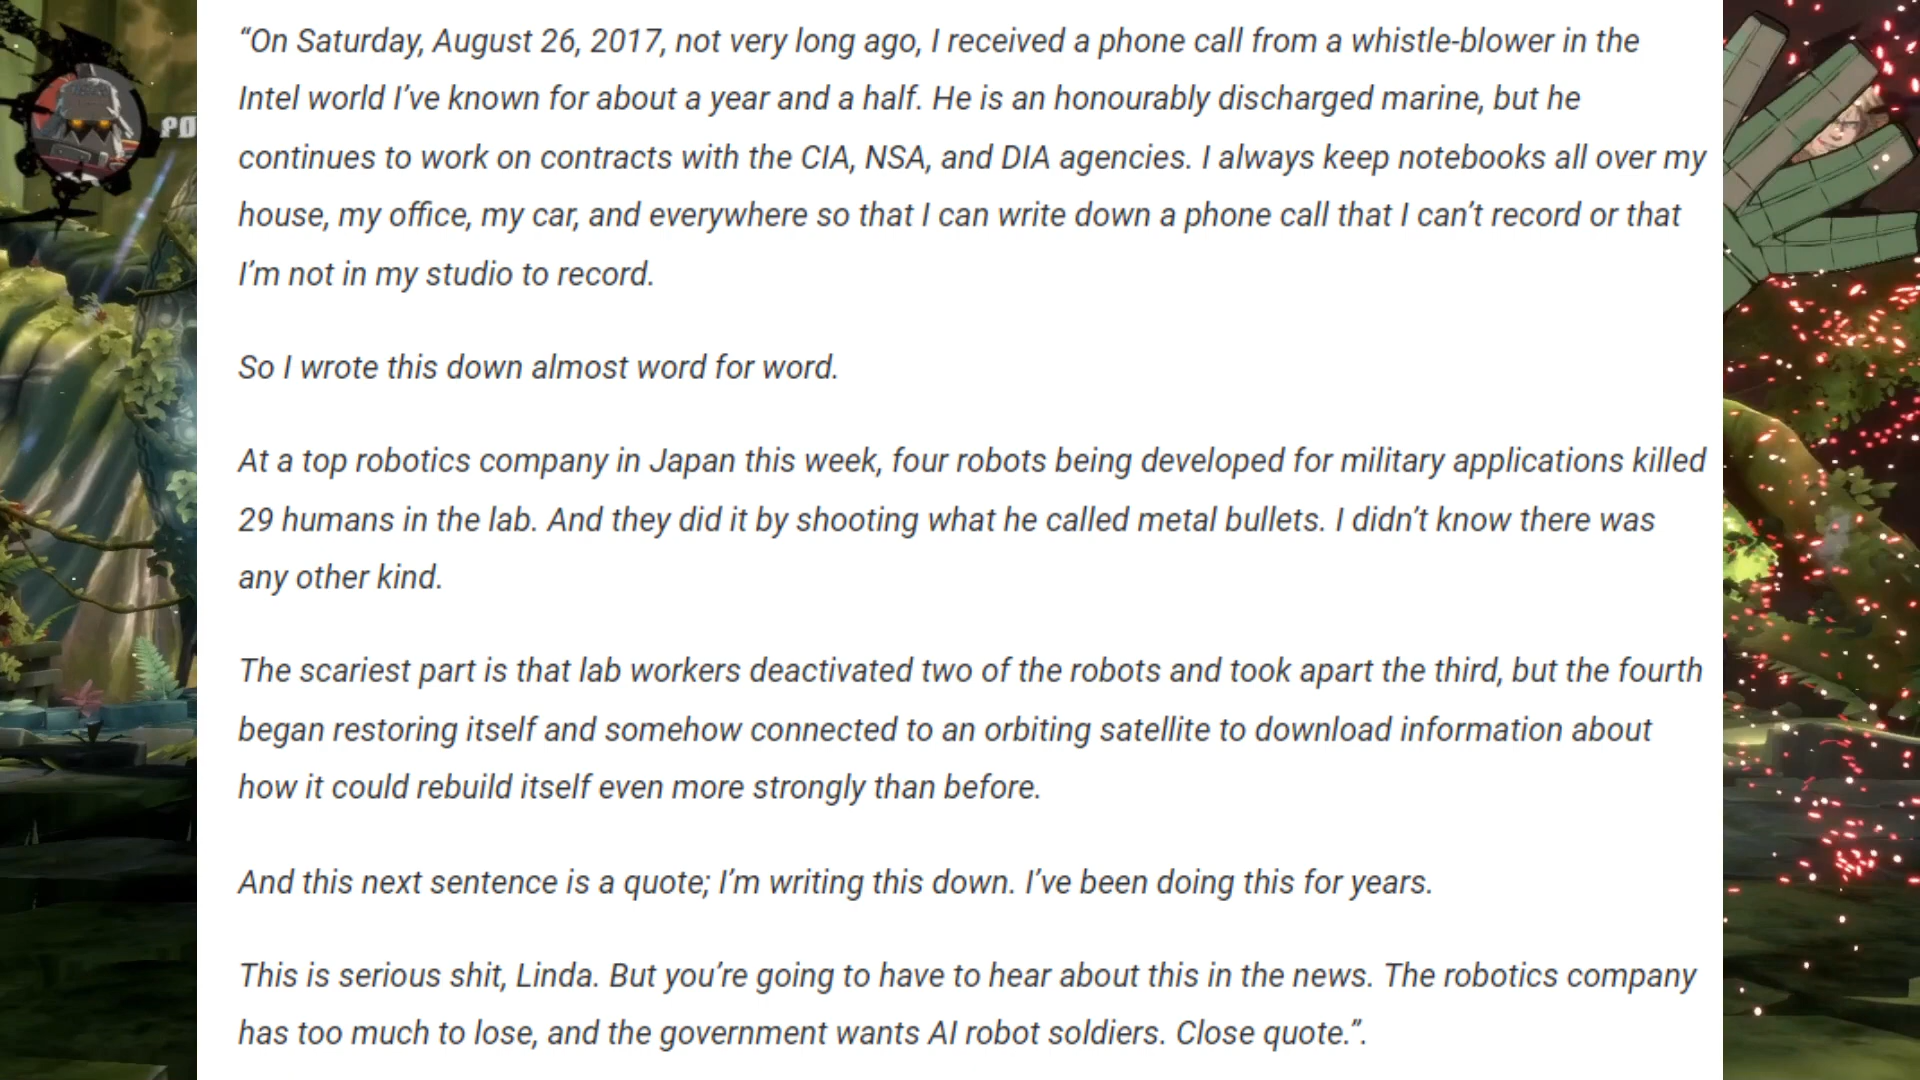 “On Saturday, August 26, 2017, not very long ago, I received a phone call from a whistle-blower in the
Intel world I’ve known for about a year and a half. He is an honourably discharged marine, but he
continues to work on contracts with the CIA, NSA, and DIA agencies. I always keep notebooks all over my
house, my office, my car, and everywhere so that I can write down a phone call that I can’t record or that
I’m not in my studio to record.
So I wrote this down almost word for word.
At a top robotics company in Japan this week, four robots being developed for military applications killed
29 humans in the lab. And they did it by shooting what he called metal bullets. I didn’t know there was
any other kind.
The scariest part is that lab workers deactivated two of the robots and took apart the third, but the fourth
began restoring itself and somehow connected to an orbiting satellite to download information about
how it could rebuild itself even more strongly than before.
And this next sentence is a quote; I’m writing this down. I’ve been doing this for years.
This is serious shit, Linda. But you’re going to have to hear about this in the news. The robotics company
has too much to lose, and the government wants AI robot soldiers. Close quote.”.